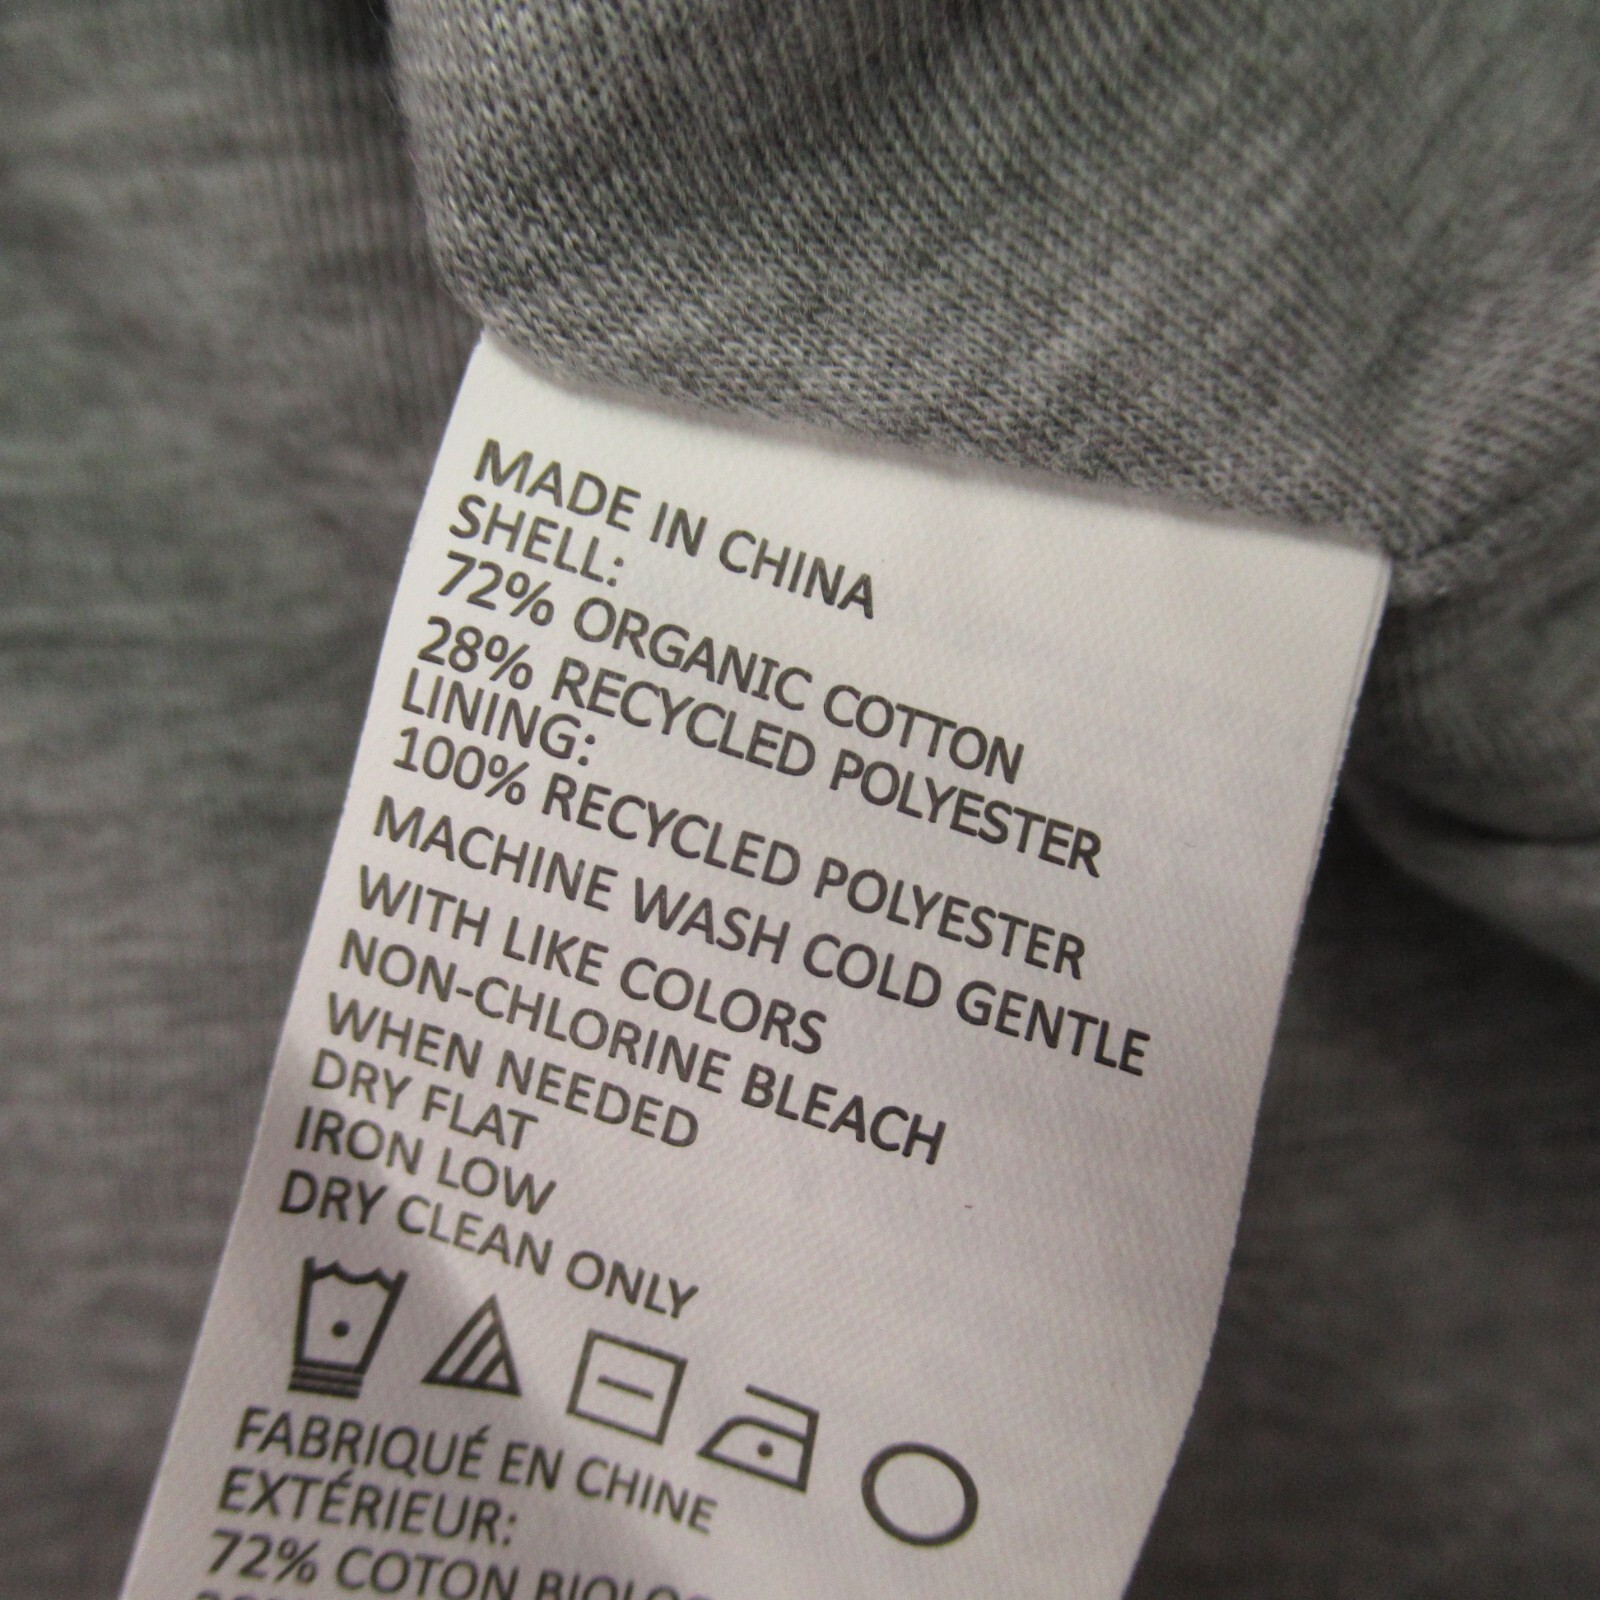 MADE IN CHINA
SHELL:
72% ORGANIC COTTON
28% RECYCLED POLYESTER
LINING:
100% RECYCLED POLYESTER
MACHINE WASH COLD GENTLE
WITH LIKE COLORS
NON-CHLORINE BLEACH
WHEN NEEDED
DRY FLAT
IRON LOW
DRY CLEAN ONLY
FABRIQUÉ EN CHINE
EXTÉRIEUR:
72% COTON